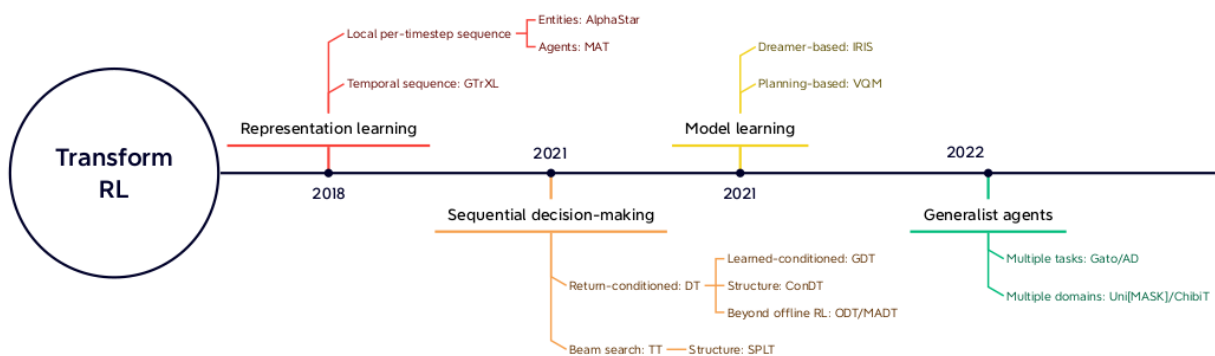 Transform
RL
Representation learning
2018
Local per-timestep sequence
Entities: AlphaStar
Agents: MAT
Temporal sequence: GTrXL
2021
Sequential decision-making
Return-conditioned: DT
Learned-conditioned: GDT
Structure: ConDT
Beyond offline RL: ODT/MADT
Beam search: TT
Structure: SPLT
Model learning
2021
Dreamer-based: IRIS
Planning-based: VQM
2022
Generalist agents
Multiple tasks: Gato/AD
Multiple domains: Uni[MASK]/ChibiT